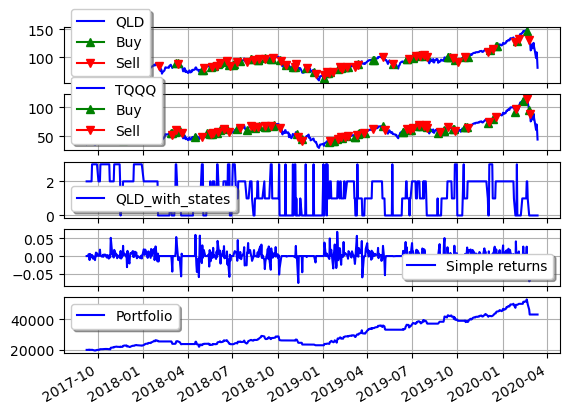 150
QLD
Buy
Sell
100
TQQQ
Buy
Sell
100
50
2
0
QLD_with_states
0.05
0.00
−0.05
Simple returns
40000
20000
Portfolio
2017-10
2018-01
2018-04
2018-07
2018-10
2019-01
2019-04
2019-07
2019-10
2020-01
2020-04